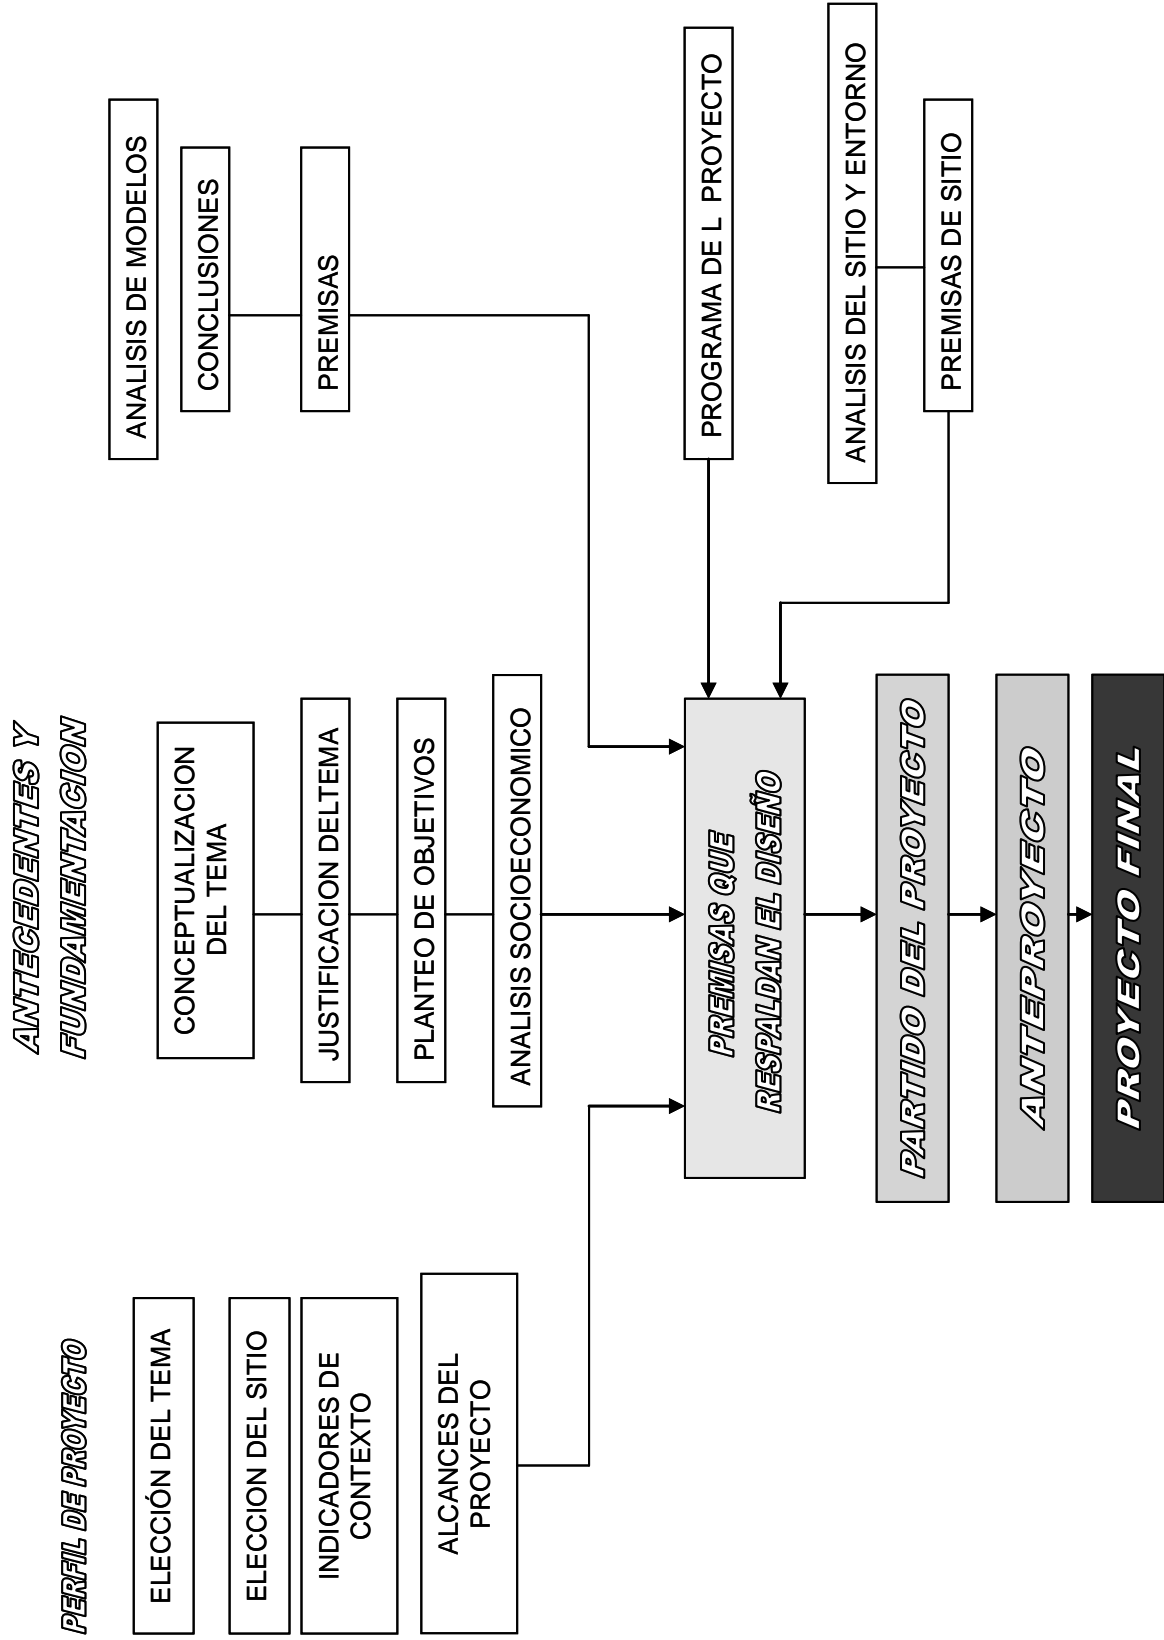 PERFIL DE PROYECTO
ELECCIÓN DEL TEMA
ELECCION DEL SITIO
INDICADORES DE
CONTEXTO
ALCANCES DEL
PROYECTO
ANTECEDENTES Y
FUNDAMENTACION
CONCEPTUALIZACION
DEL TEMA
JUSTIFICACION DELTEMA
PLANTEO DE OBJETIVOS
ANALISIS SOCIOECONOMICO
ANALISIS DE MODELOS
CONCLUSIONES
PREMISAS
PROGRAMA DE L PROYECTO
ANALISIS DEL SITIO Y ENTORNO
PREMISAS DE SITIO
PREMISAS QUE
RESPALDAN EL DISEÑO
PARTIDO DEL PROYECTO
ANTEPROYECTO
PROYECTO FINAL